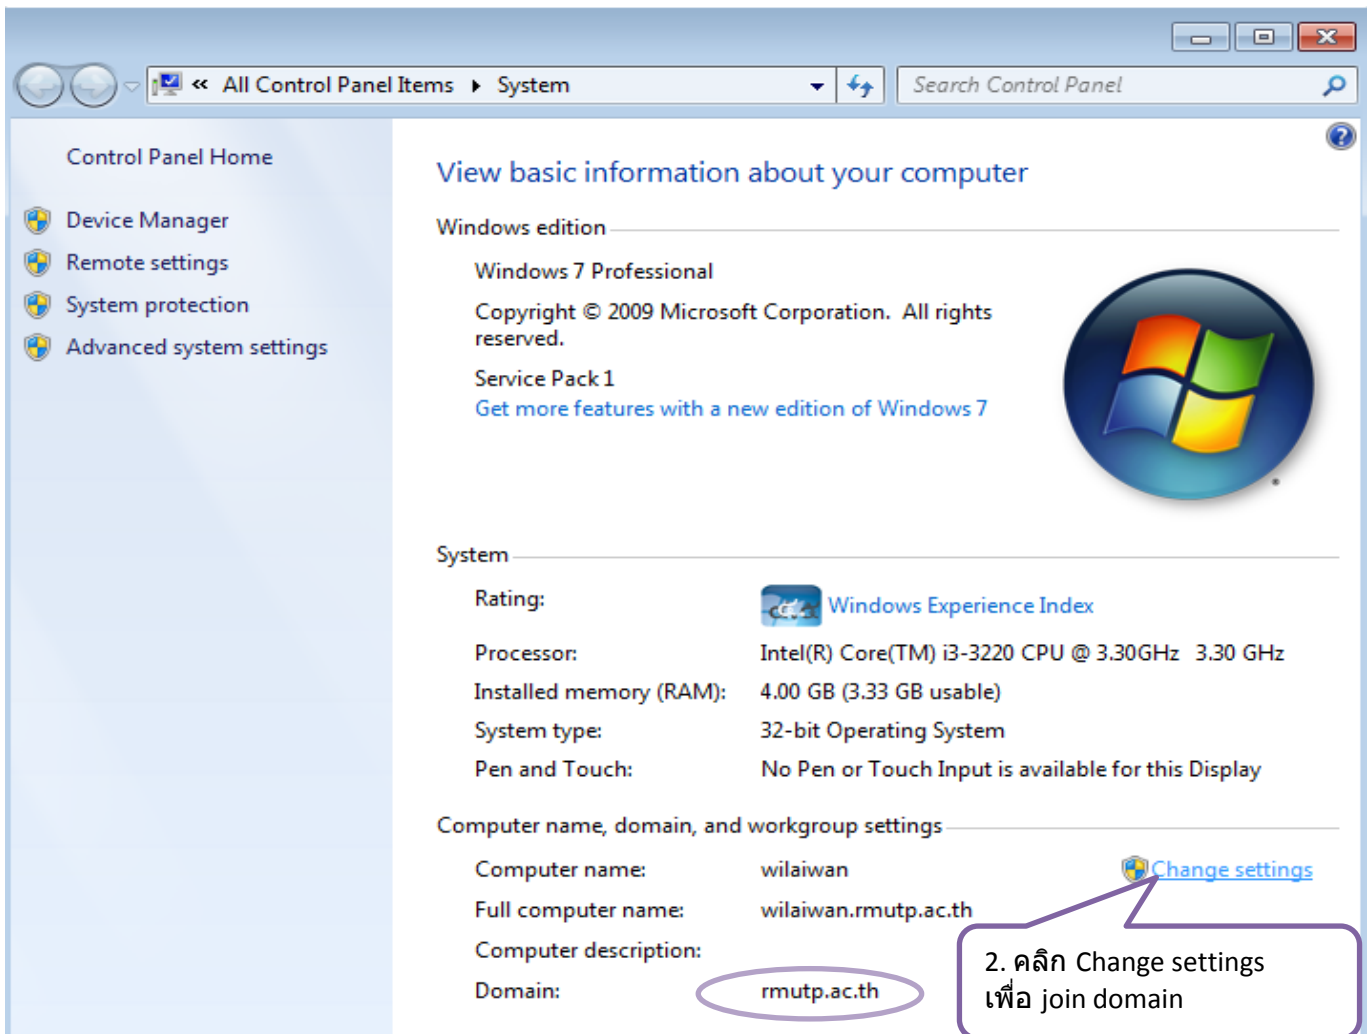 « All Control Panel Items ▸ System
Search Control Panel
Control Panel Home
Device Manager
Remote settings
System protection
Advanced system settings
View basic information about your computer
Windows edition
Windows 7 Professional
Copyright © 2009 Microsoft Corporation.  All rights
reserved.
Service Pack 1
Get more features with a new edition of Windows 7
System
Rating:
Windows Experience Index
Processor:
Intel(R) Core(TM) i3-3220 CPU @ 3.30GHz  3.30 GHz
Installed memory (RAM):
4.00 GB (3.33 GB usable)
System type:
32-bit Operating System
Pen and Touch:
No Pen or Touch Input is available for this Display
Computer name, domain, and workgroup settings
Computer name:
wilaiwan
Change settings
Full computer name:
wilaiwan.rmutp.ac.th
Computer description:
Domain:
rmutp.ac.th
2. คลิก Change settings
เพื่อ join domain